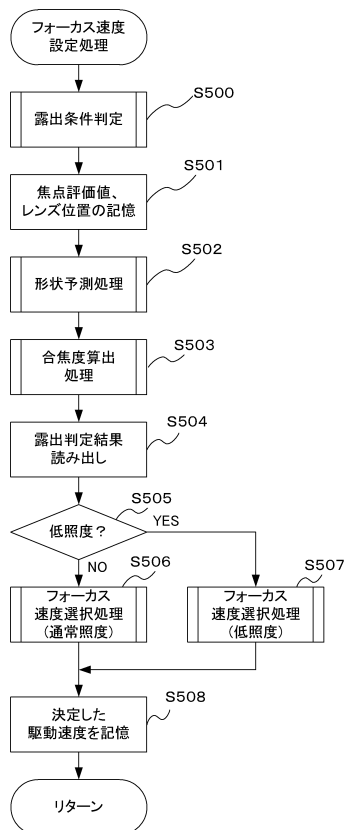 フォーカス速度
設定処理
S500
露出条件判定
S501
焦点評価値、
レンズ位置の記憶
S502
形状予測処理
S503
合焦度算出
処理
S504
露出判定結果
読み出し
S505
低照度？
YES
NO
S506
フォーカス
速度選択処理
(通常照度)
S507
フォーカス
速度選択処理
(低照度)
S508
決定した
駆動速度を記憶
リターン